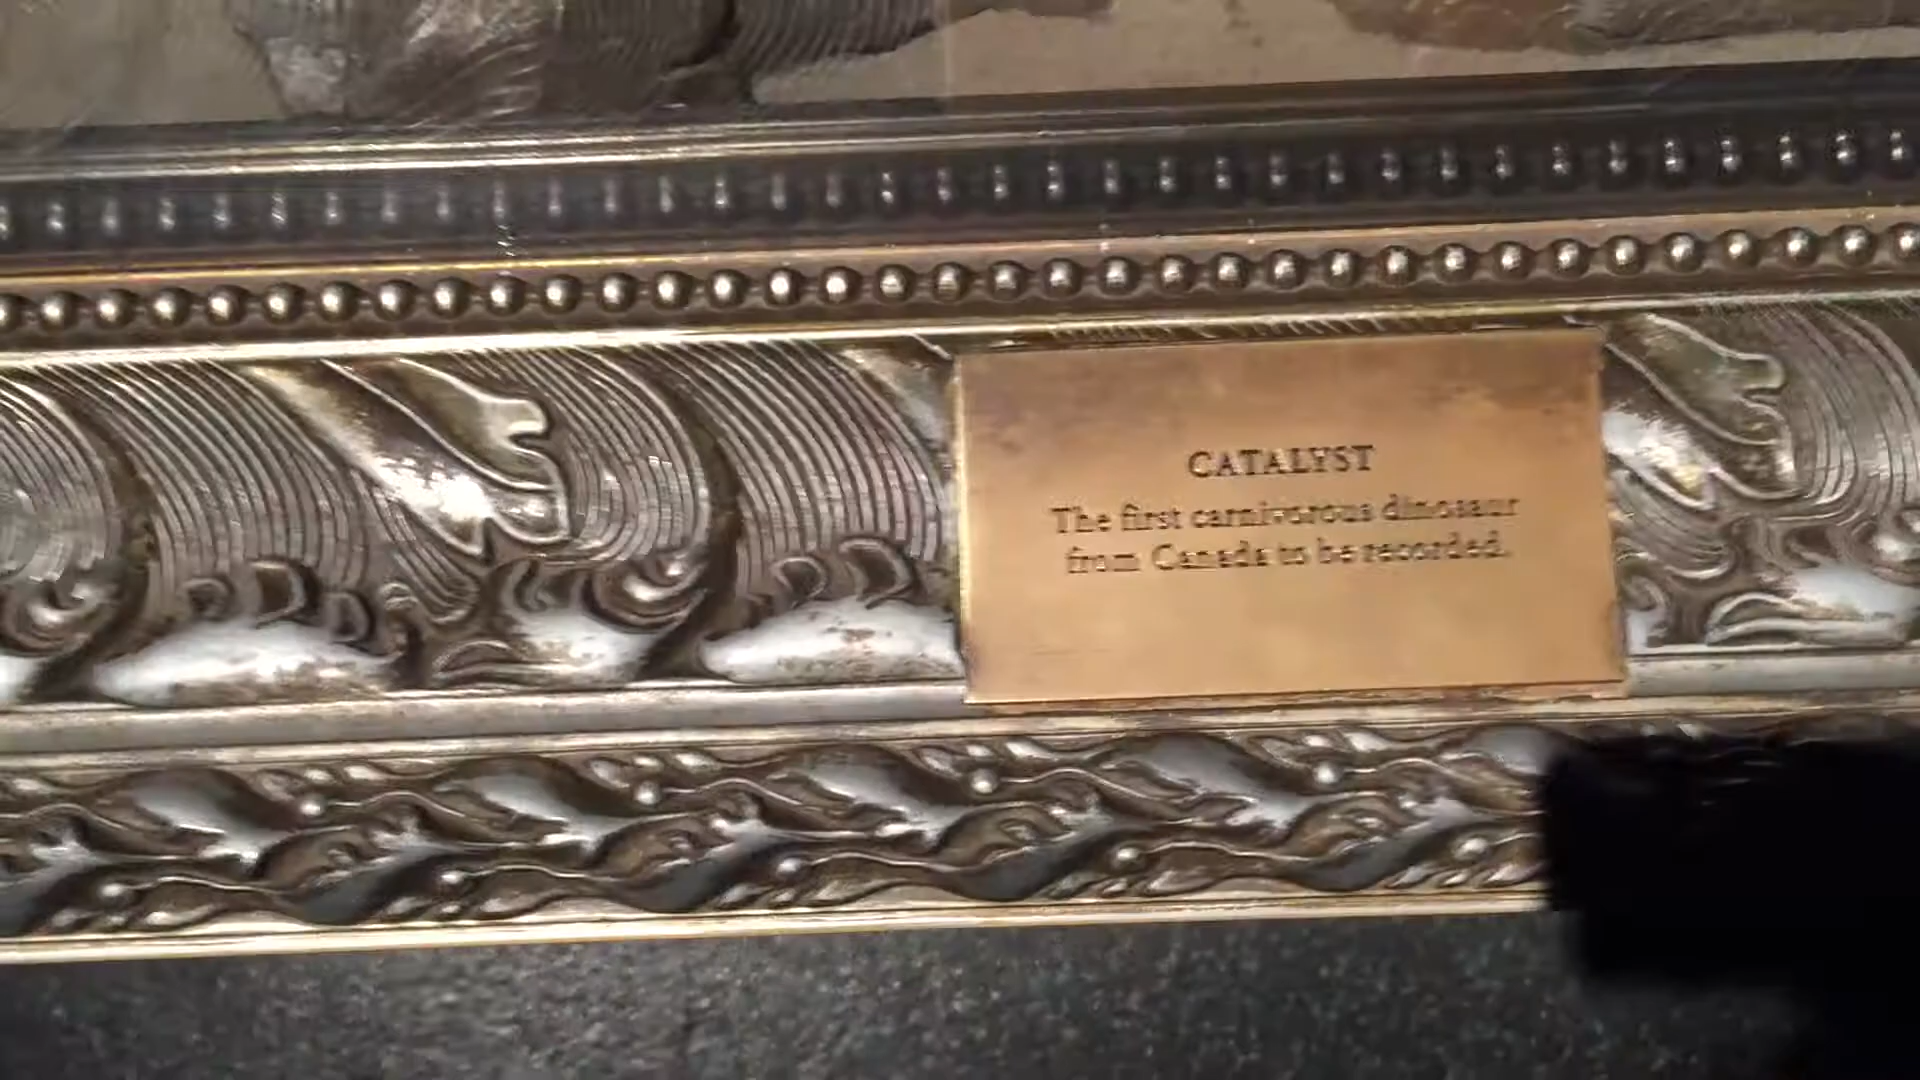 CATALYST
The first carnivorous dinosaur
from Canada to be recorded.